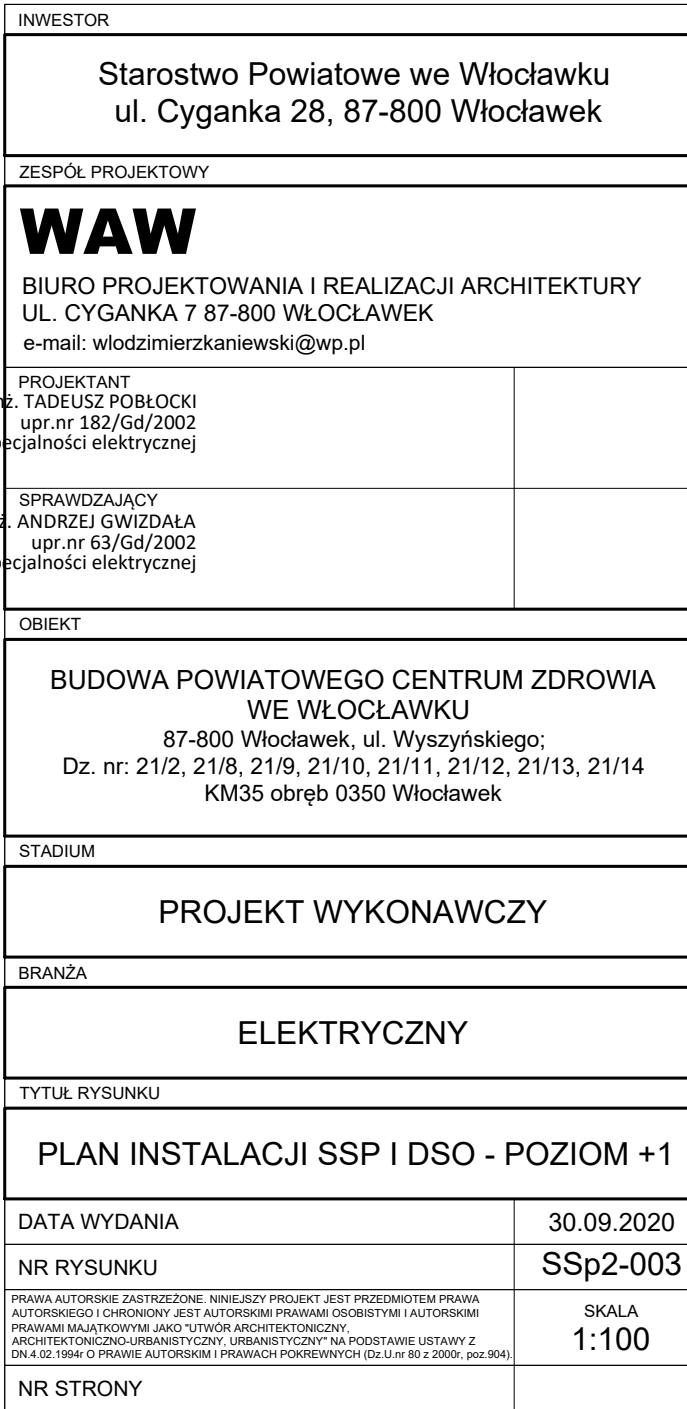 INWESTOR
Starostwo Powiatowe we Włocławku
ul. Cyganka 28, 87-800 Włocławek
ZESPÓŁ PROJEKTOWY
WAW
BIURO PROJEKTOWANIA I REALIZACJI ARCHITEKTURY
UL. CYGANKA 7 87-800 WŁOCŁAWEK
e-mail: wlodzimierzkaniewski@wp.pl
PROJEKTANT
TADEUSZ POBŁOCKI
upr.nr 182/Gd/2002
elektrycznej
SPRAWDZAJĄCY
ANDRZEJ GWIZDAŁA
upr.nr 63/Gd/2002
elektrycznej
OBIEKT
BUDOWA POWIATOWEGO CENTRUM ZDROWIA
WE WŁOCŁAWKU
87-800 Włocławek, ul. Wyszyńskiego;
Dz. nr: 21/2, 21/8, 21/9, 21/10, 21/11, 21/12, 21/13, 21/14
KM35 obręb 0350 Włocławek
STADIUM
PROJEKT WYKONAWCZY
BRANŻA
ELEKTRYCZNY
TYTUŁ RYSUNKU
PLAN INSTALACJI SSP I DSO - POZIOM +1
DATA WYDANIA
30.09.2020
NR RYSUNKU
SSp2-003
PRAWA AUTORSKIE ZASTRZEŻONE. NINIEJSZY PROJEKT JEST PRZEDMIOTEM PRAWA
AUTORSKIEGO I CHRONIONY JEST AUTORSKIMI PRAWAMI OSOBISTYMI I AUTORSKIMI
PRAWAMI MAJĄTKOWYMI JAKO "UTWÓR ARCHITEKTONICZNY,
ARCHITEKTONICZNO-URBANISTYCZNY, URBANISTYCZNY" NA PODSTAWIE USTAWY Z
DN.4.02.1994r O PRAWIE AUTORSKIM I PRAWACH POKREWNYCH (Dz.U.nr 80 z 2000r, poz.904).
SKALA
1:100
NR STRONY